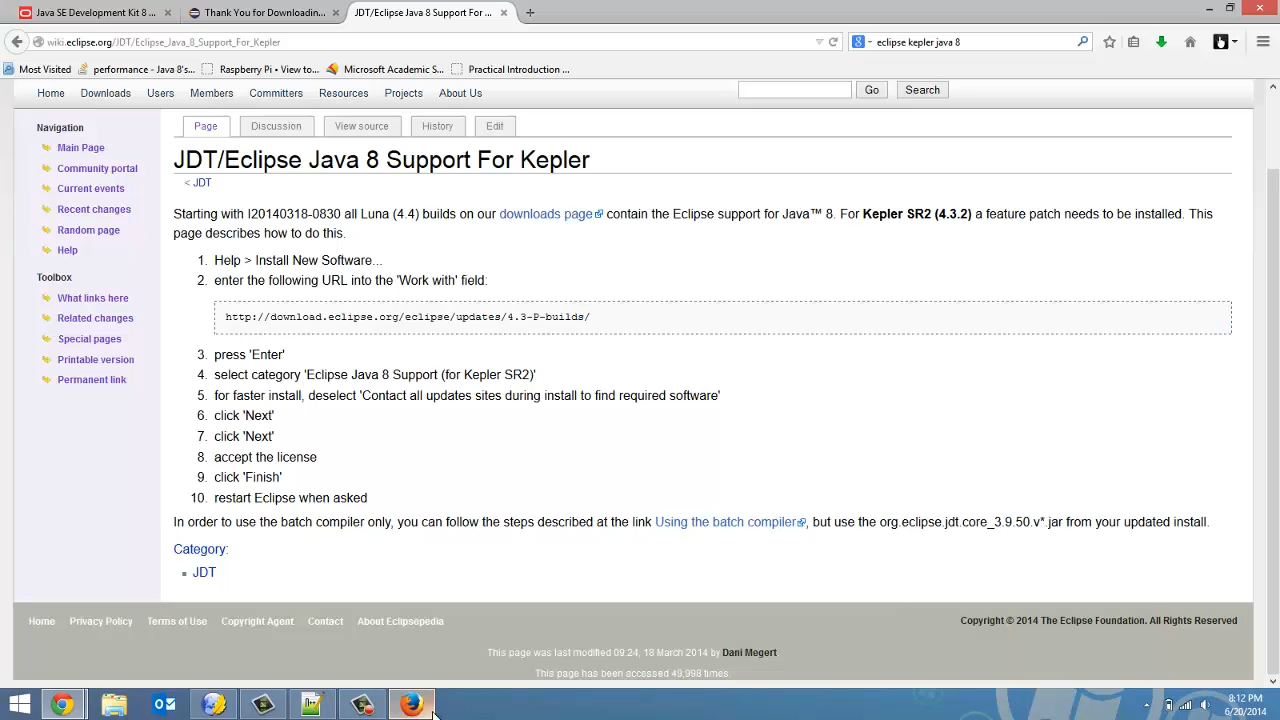 Java SE Development Kit 8 ...
Thank You for Downloadin...
JDT/Eclipse Java 8 Support For ...
wiki.eclipse.org/JDT/Eclipse_Java_8_Support_For_Kepler
eclipse kepler java 8
Most Visited
performance - Java 8's...
Raspberry Pi • View to...
Microsoft Academic S...
Practical Introduction ...
Home
Downloads
Users
Members
Committers
Resources
Projects
About Us
Go
Search
Navigation
Main Page
Community portal
Current events
Recent changes
Random page
Help
Toolbox
What links here
Related changes
Special pages
Printable version
Permanent link
Page
Discussion
View source
History
Edit
JDT/Eclipse Java 8 Support For Kepler
< JDT
Starting with I20140318-0830 all Luna (4.4) builds on our downloads page contain the Eclipse support for Java™ 8. For Kepler SR2 (4.3.2) a feature patch needs to be installed. This
page describes how to do this.
1. Help > Install New Software...
2. enter the following URL into the 'Work with' field:
http://download.eclipse.org/eclipse/updates/4.3-P-builds/
3. press 'Enter'
4. select category 'Eclipse Java 8 Support (for Kepler SR2)'
5. for faster install, deselect 'Contact all updates sites during install to find required software'
6. click 'Next'
7. click 'Next'
8. accept the license
9. click 'Finish'
10. restart Eclipse when asked
In order to use the batch compiler only, you can follow the steps described at the link Using the batch compiler, but use the org.eclipse.jdt.core_3.9.50.v*.jar from your updated install.
Category:
JDT
Home
Privacy Policy
Terms of Use
Copyright Agent
Contact
About Eclipsepedia
Copyright © 2014 The Eclipse Foundation. All Rights Reserved
This page was last modified 09:24, 18 March 2014 by Dani Megert
This page has been accessed 49,998 times.
8:12 PM
6/20/2014